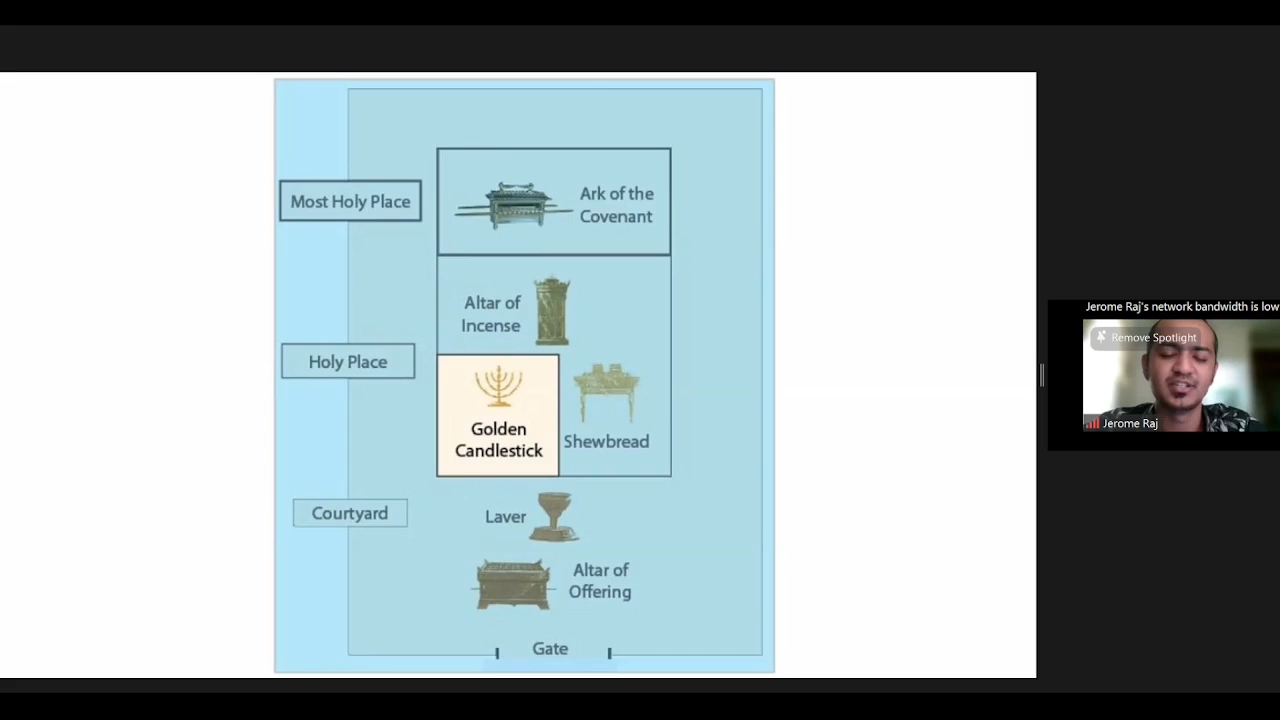 Most Holy Place
Ark of the
Covenant
Altar of
Incense
Holy Place
Golden
Candlestick
Shewbread
Courtyard
Laver
Altar of
Offering
Gate
Jerome Raj's network bandwidth is low
Remove Spotlight
Jerome Raj